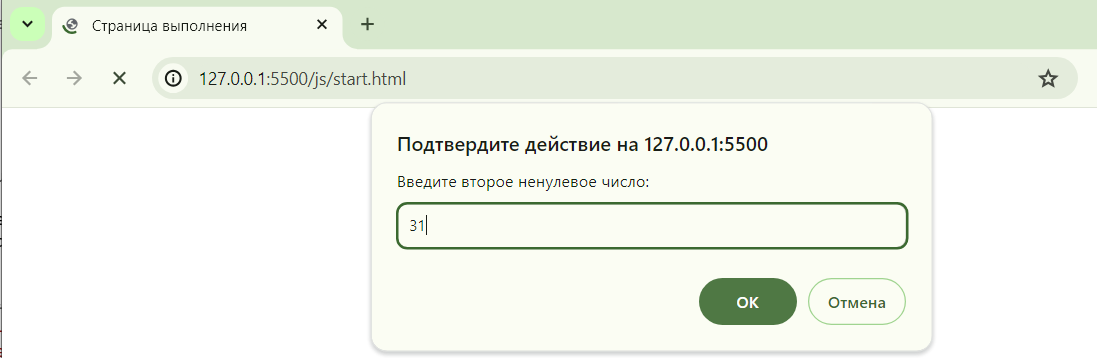 Страница выполнения
127.0.0.1:5500/js/start.html
Подтвердите действие на 127.0.0.1:5500
Введите второе ненулевое число:
31
ОК Отмена